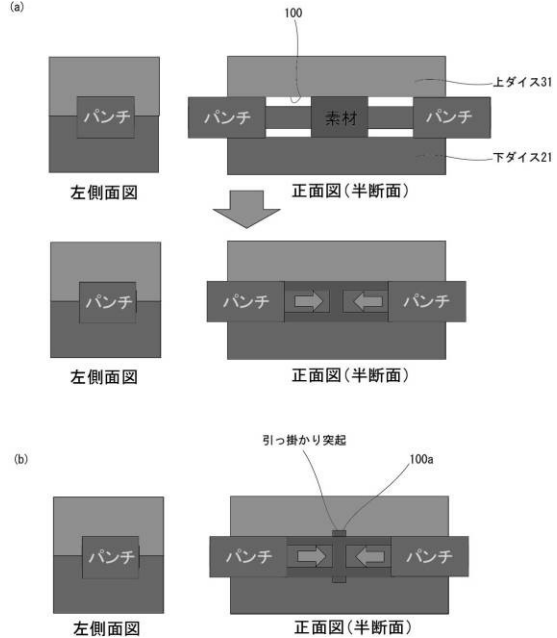 (a)
100
上ダイス31
パンチ
パンチ
素材
パンチ
下ダイス21
左側面図
正面図(半断面)
パンチ
パンチ
パンチ
左側面図
正面図(半断面)
引っ掛かり突起
(b)
100a
パンチ
パンチ
パンチ
左側面図
正面図(半断面)